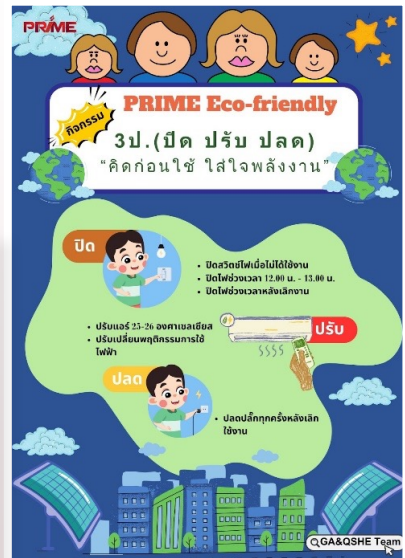 PRIME
กิจกรรม
PRIME Eco-friendly
3ป.(ปิด ปรับ ปลด)
"คิดก่อนใช้ ใส่ใจพลังงาน"
ปิด
• ปิดสวิตซ์ไฟเมื่อไม่ได้ใช้งาน
• ปิดไฟช่วงเวลา 12.00 น. - 13.00 น.
• ปิดไฟช่วงเวลาหลังเลิกงาน
• ปรับแอร์ 25-26 องศาเซลเซียส
• ปรับเปลี่ยนพฤติกรรมการใช้
ไฟฟ้า
ปรับ
ปลด
• ปลดปลั๊กทุกครั้งหลังเลิก
ใช้งาน
GA&QSHE Team